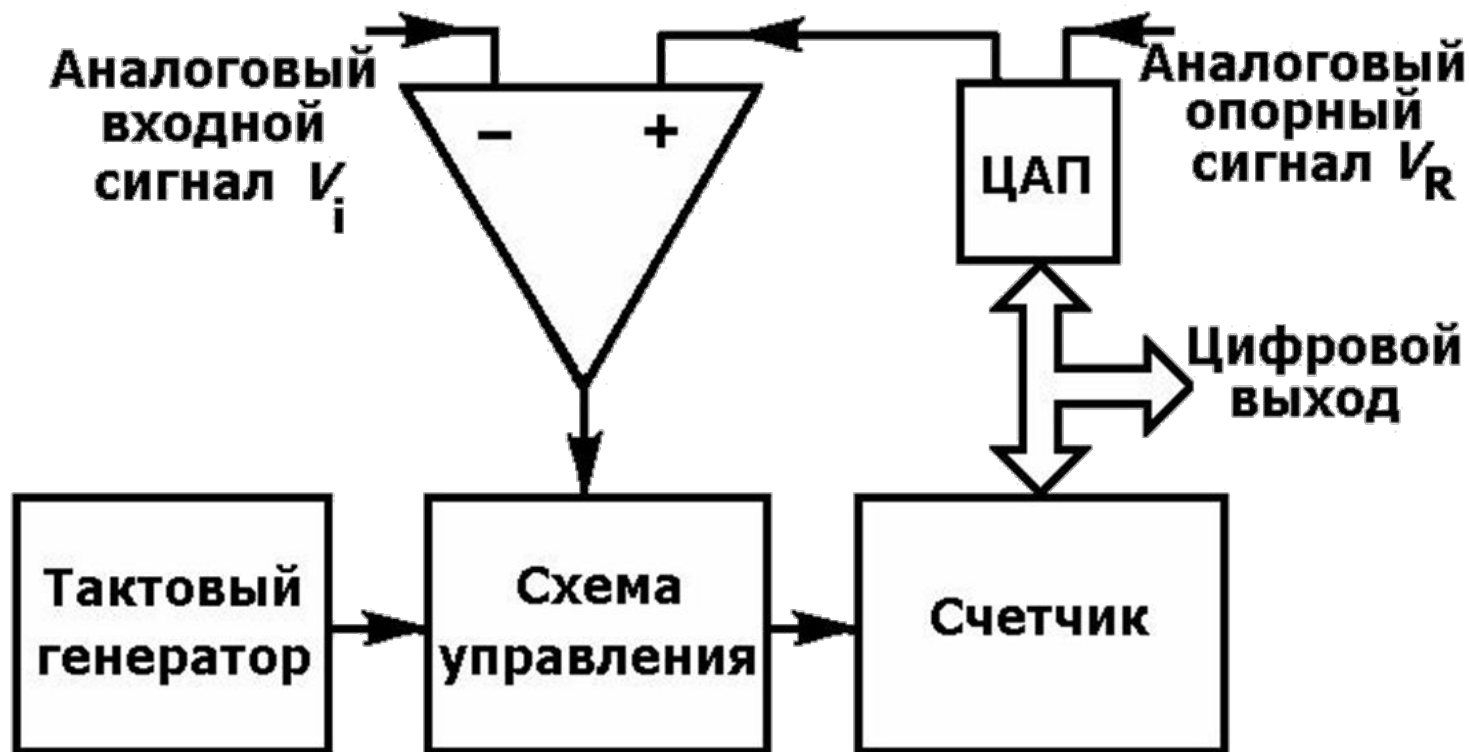 Аналоговый
входной
сигнал Vi
− +
ЦАП
Аналоговый
опорный
сигнал VR
Цифровой
выход
Тактовый
генератор
Схема
управления
Счетчик